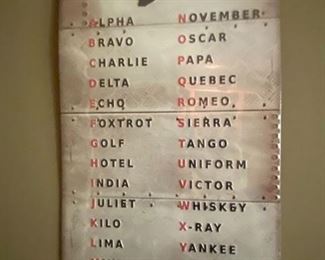 ALPHA NOVEMBER
BRAVO OSCAR
CHARLIE PAPA
DELTA QUEBEC
ECHO ROMEO
FOXTROT SIERRA
GOLF TANGO
HOTEL UNIFORM
INDIA VICTOR
JULIET WHISKEY
KILO X-RAY
LIMA YANKEE